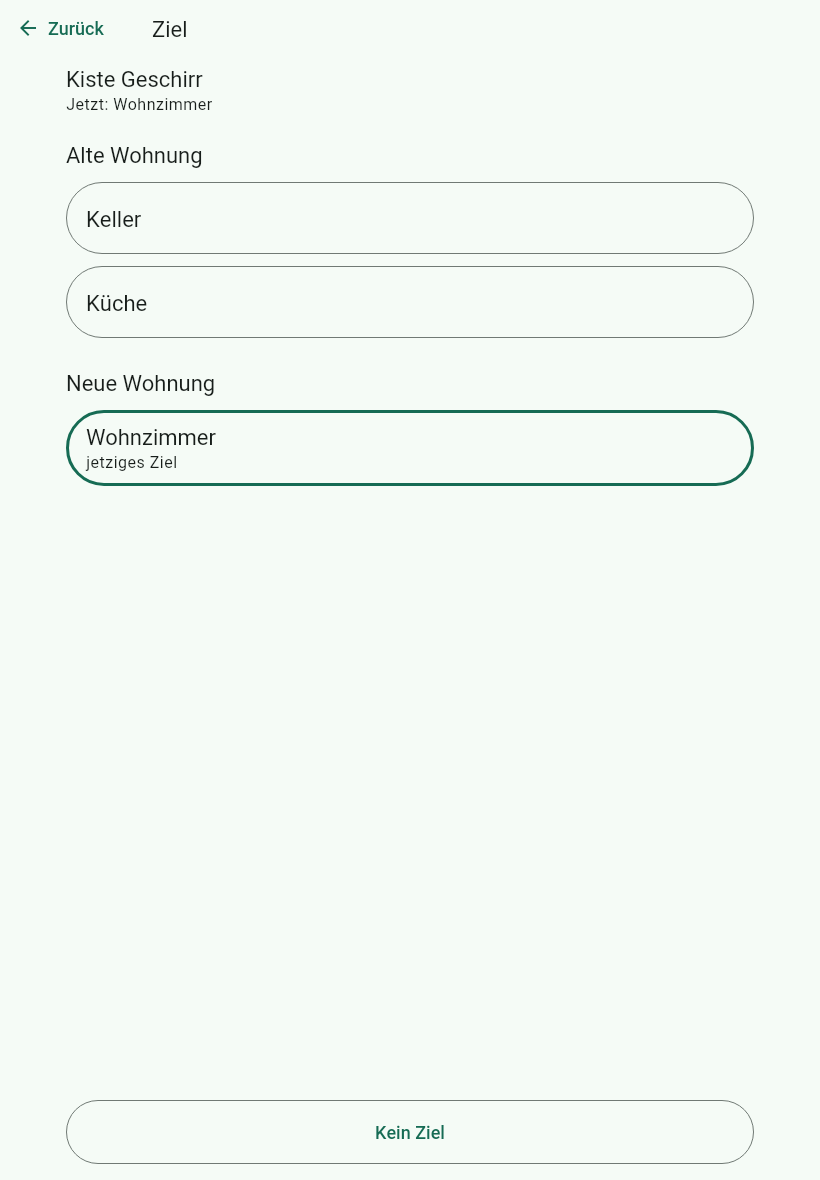 Zurück
Ziel
Kiste Geschirr
Jetzt: Wohnzimmer
Alte Wohnung
Keller
Küche
Neue Wohnung
Wohnzimmer
jetziges Ziel
Kein Ziel